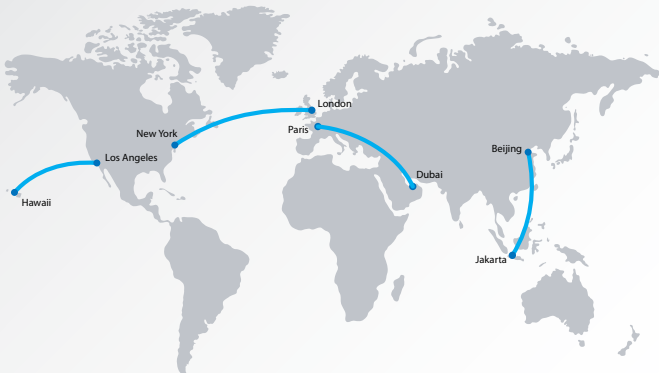 London
New York
Paris
Los Angeles
Beijing
Dubai
Hawaii
Jakarta